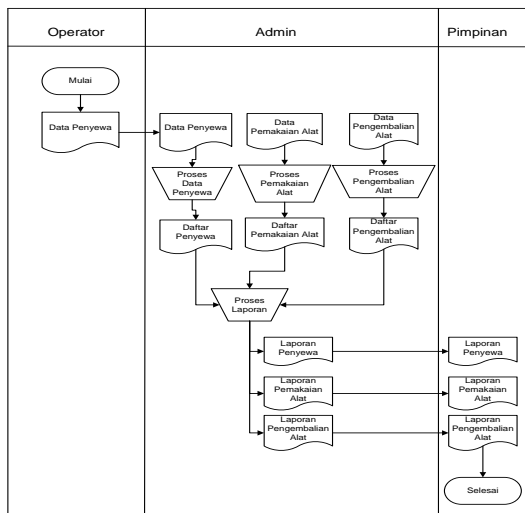 Operator
Admin
Pimpinan
Mulai
Data Penyewa
Data Penyewa
Data
Pemakaian Alat
Data
Pengembalian Alat
Proses
Data
Penyewa
Proses
Pemakaian
Alat
Proses
Pengembalian
Alat
Daftar
Penyewa
Daftar
Pemakaian Alat
Daftar
Pengembalian
Alat
Proses
Laporan
Laporan
Penyewa
Laporan
Penyewa
Laporan
Pemakaian
Alat
Laporan
Pemakaian
Alat
Laporan
Pengembalian
Alat
Laporan
Pengembalian
Alat
Selesai